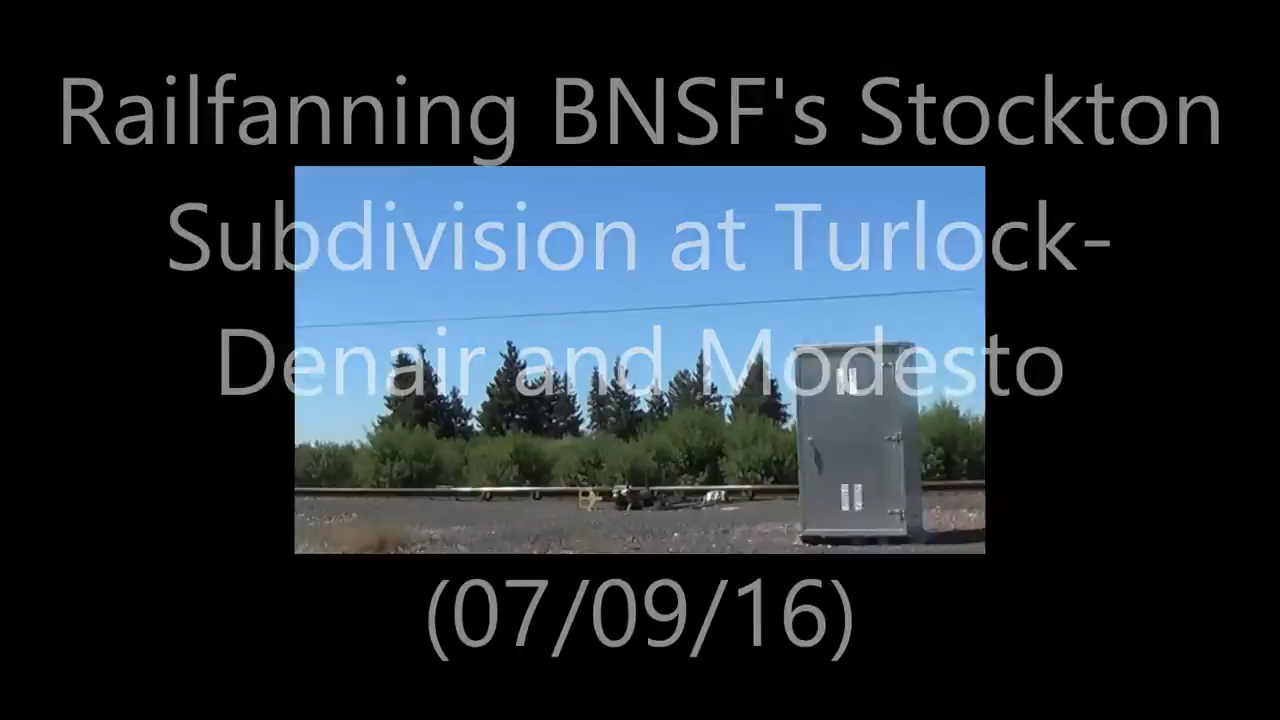 Railfanning BNSF's Stockton
Subdivision at Turlock-
Denair and Modesto
(07/09/16)